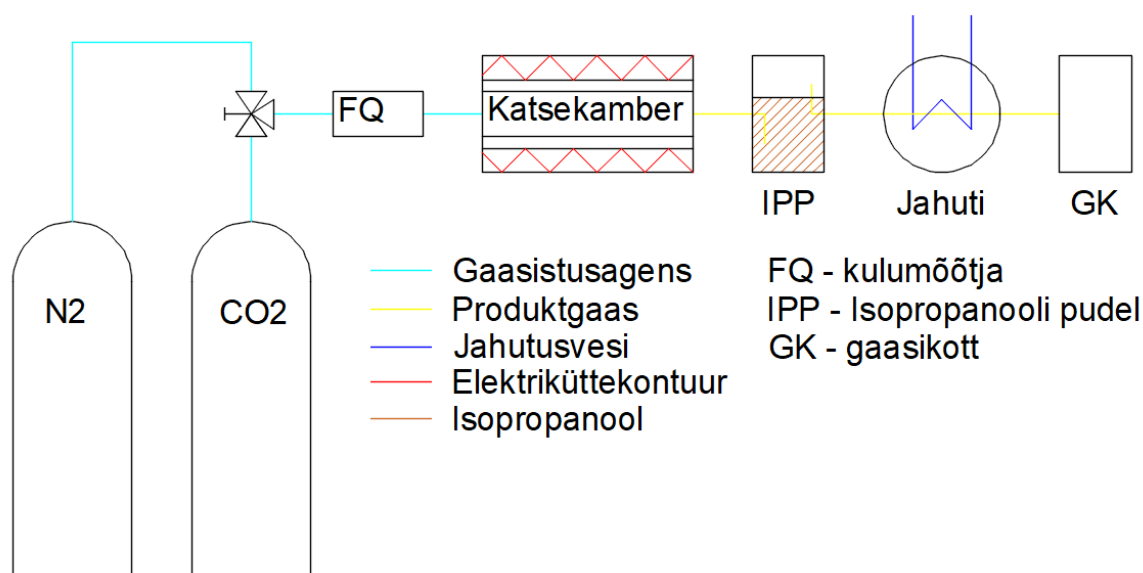 FQ
Katsekamber
IPP
Jahuti
GK
N2
CO2
Gaasistusagens
Produktgaas
Jahutusvesi
Elektriküttekontuur
Isopropanool
FQ - kulumõõtja
IPP - Isopropanooli pudel
GK - gaasikott